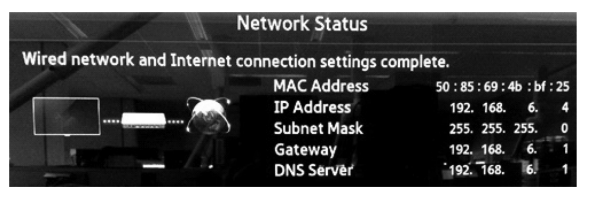 Network Status
Wired network and Internet connection settings complete.
MAC Address 50 : 85 : 69 : 4b : bf : 25
IP Address 192. 168. 6. 4
Subnet Mask 255. 255. 255. 0
Gateway 192. 168. 6. 1
DNS Server 192. 168. 6. 1